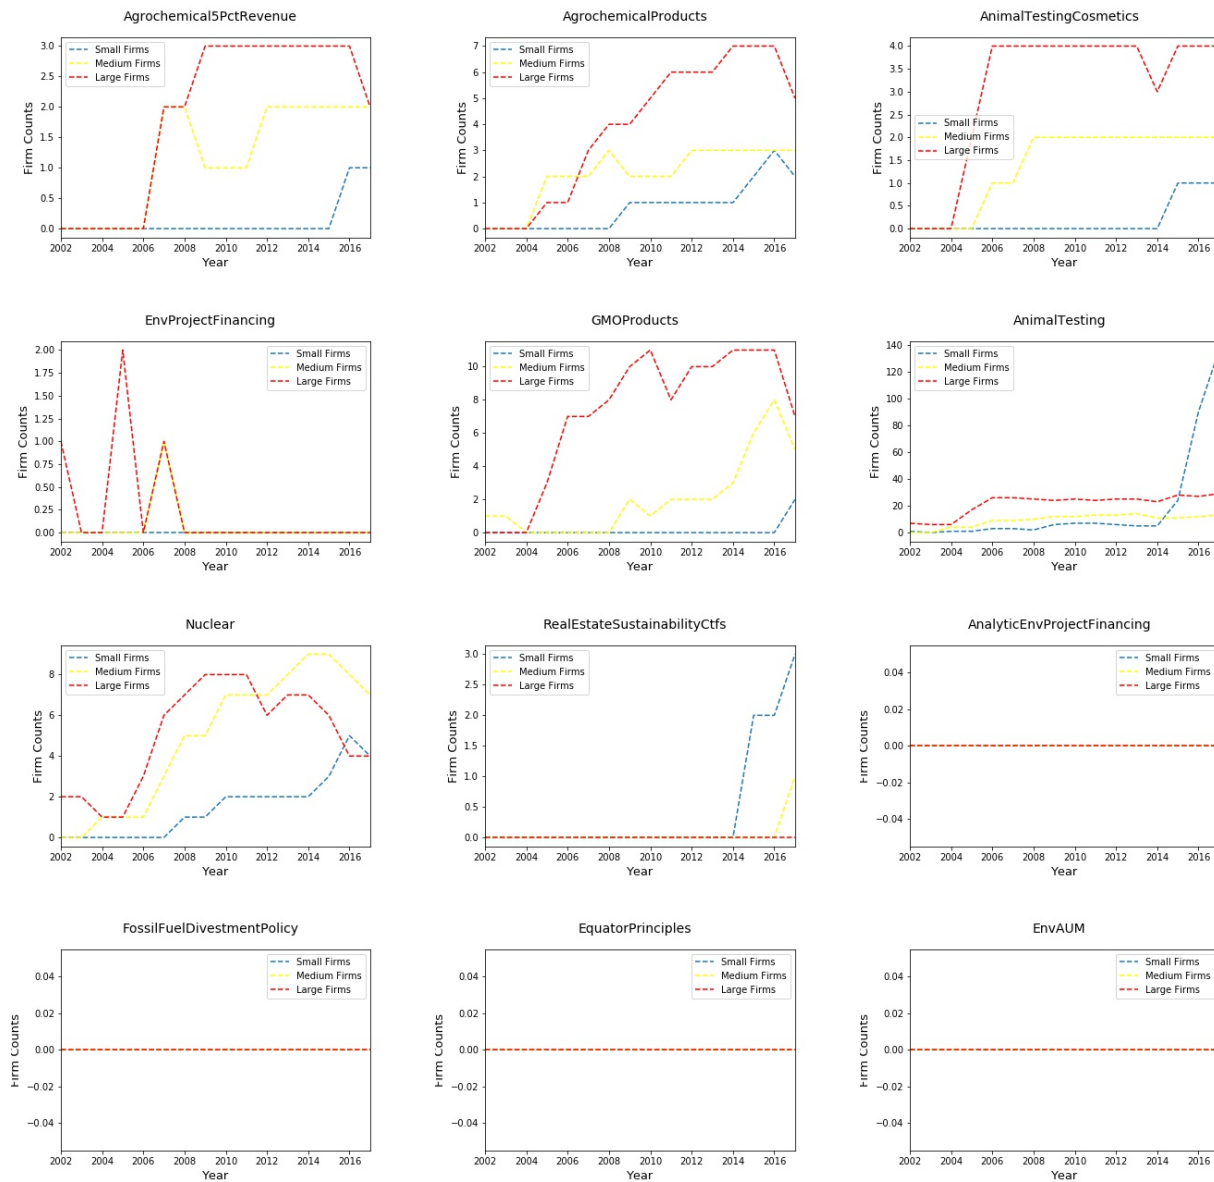 Agrochemical5PctRevenue
3.0
2.5
2.0
1.5
1.0
0.5
0.0
Firm Counts
Small Firms
Medium Firms
Large Firms
2002 2004 2006 2008 2010 2012 2014 2016
Year
AgrochemicalProducts
7
6
5
4
3
2
1
0
Firm Counts
Small Firms
Medium Firms
Large Firms
2002 2004 2006 2008 2010 2012 2014 2016
Year
AnimalTestingCosmetics
4.0
3.5
3.0
2.5
2.0
1.5
1.0
0.5
0.0
Firm Counts
Small Firms
Medium Firms
Large Firms
2002 2004 2006 2008 2010 2012 2014 2016
Year
EnvProjectFinancing
2.00
1.75
1.50
1.25
1.00
0.75
0.50
0.25
0.00
Firm Counts
Small Firms
Medium Firms
Large Firms
2002 2004 2006 2008 2010 2012 2014 2016
Year
GMOProducts
10
8
6
4
2
0
Firm Counts
Small Firms
Medium Firms
Large Firms
2002 2004 2006 2008 2010 2012 2014 2016
Year
AnimalTesting
140
120
100
80
60
40
20
0
Firm Counts
Small Firms
Medium Firms
Large Firms
2002 2004 2006 2008 2010 2012 2014 2016
Year
Nuclear
8
6
4
2
0
Firm Counts
Small Firms
Medium Firms
Large Firms
2002 2004 2006 2008 2010 2012 2014 2016
Year
RealEstateSustainabilityCtfs
3.0
2.5
2.0
1.5
1.0
0.5
0.0
Firm Counts
Small Firms
Medium Firms
Large Firms
2002 2004 2006 2008 2010 2012 2014 2016
Year
AnalyticEnvProjectFinancing
0.04
0.02
0.00
−0.02
−0.04
Firm Counts
Small Firms
Medium Firms
Large Firms
2002 2004 2006 2008 2010 2012 2014 2016
Year
FossilFuelDivestmentPolicy
0.04
0.02
0.00
−0.02
−0.04
Firm Counts
Small Firms
Medium Firms
Large Firms
2002 2004 2006 2008 2010 2012 2014 2016
Year
EquatorPrinciples
0.04
0.02
0.00
−0.02
−0.04
Firm Counts
Small Firms
Medium Firms
Large Firms
2002 2004 2006 2008 2010 2012 2014 2016
Year
EnvAUM
0.04
0.02
0.00
−0.02
−0.04
Firm Counts
Small Firms
Medium Firms
Large Firms
2002 2004 2006 2008 2010 2012 2014 2016
Year